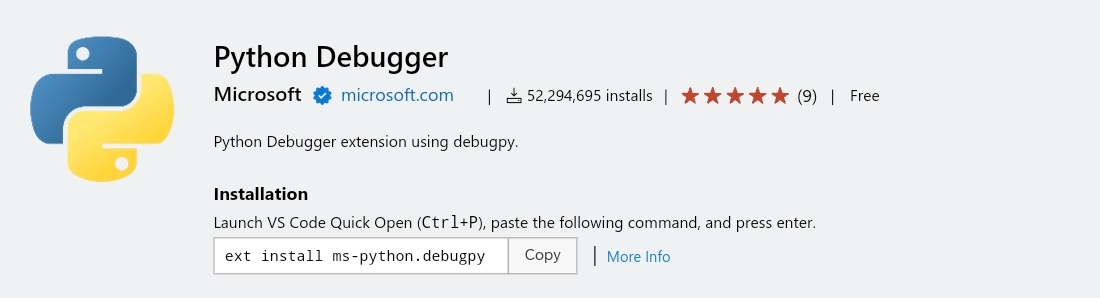 Python Debugger
Microsoft microsoft.com | 52,294,695 installs | (9) | Free
Python Debugger extension using debugpy.
Installation
Launch VS Code Quick Open (Ctrl+P), paste the following command, and press enter.
ext install ms-python.debugpy Copy | More Info